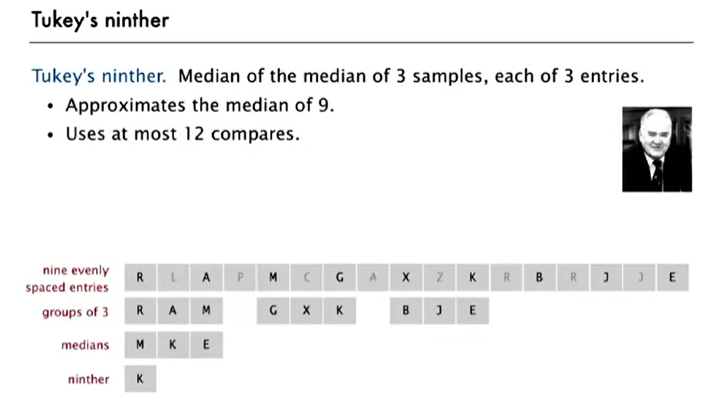 Tukey's ninther
Tukey's ninther. Median of the median of 3 samples, each of 3 entries.
• Approximates the median of 9.
• Uses at most 12 compares.
nine evenly
spaced entries
R L A P M C G A X Z K R B R J J E
groups of 3
R A M G X K B J E
medians
M K E
ninther
K